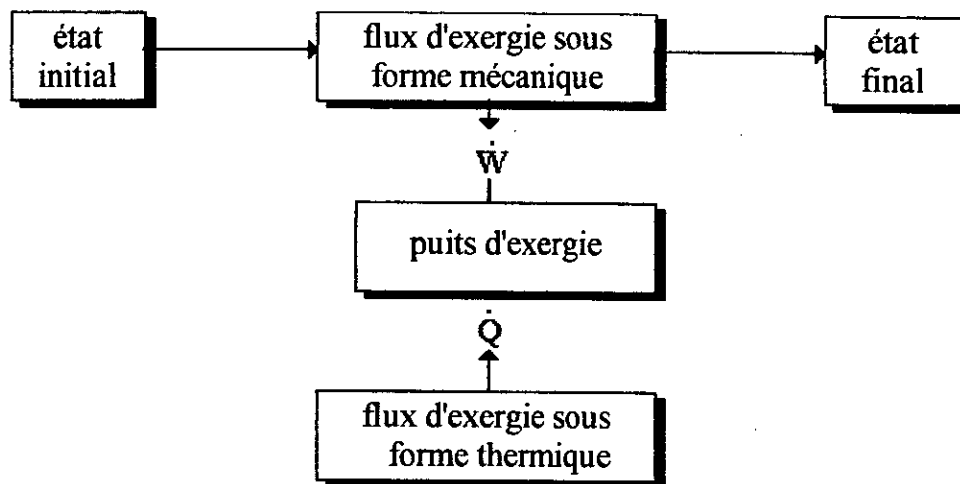 état
initial
flux d'exergie sous
forme mécanique
état
final
Ẇ
puits d'exergie
Q̇
flux d'exergie sous
forme thermique